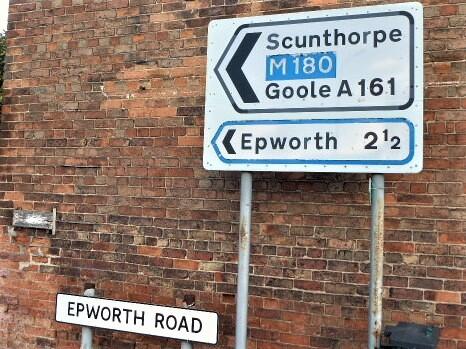 Scunthorpe
M 180
Goole A 161
Epworth 2½
EPWORTH ROAD